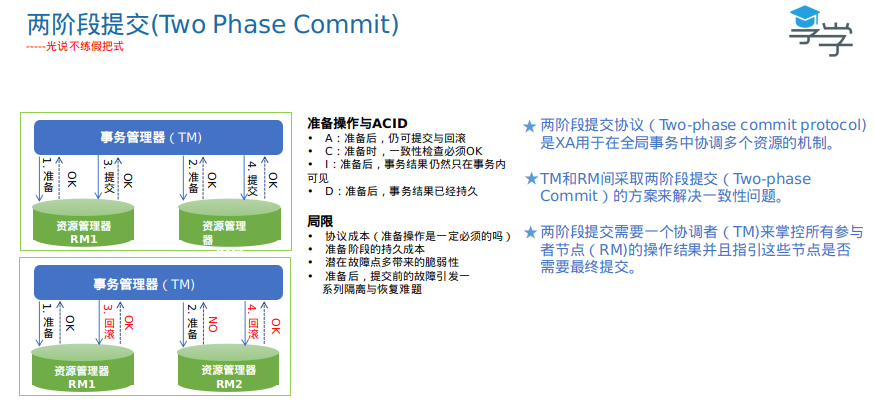 两阶段提交(Two Phase Commit)
-----光说不练假把式
享学
事务管理器（TM)
1. 准备
OK
3. 提交
OK
2. 准备
OK
4. 提交
OK
资源管理器
RM1
资源管理
器
事务管理器（TM)
1. 准备
OK
3. 回滚
OK
2. 准备
NO
4. 回滚
OK
资源管理器
RM1
资源管理器
RM2
准备操作与ACID
• A：准备后，仍可提交与回滚
• C：准备时，一致性检查必须OK
• I：准备后，事务结果仍然只在事务内
可见
• D：准备后，事务结果已经持久
局限
• 协议成本（准备操作是一定必须的吗）
• 准备阶段的持久成本
• 潜在故障点多带来的脆弱性
• 准备后，提交前的故障引发一
系列隔离与恢复难题
★ 两阶段提交协议（Two-phase commit protocol)
是XA用于在全局事务中协调多个资源的机制。
★TM和RM间采取两阶段提交（Two-phase
Commit）的方案来解决一致性问题。
★ 两阶段提交需要一个协调者（TM)来掌控所有参与
者节点（RM)的操作结果并且指引这些节点是否
需要最终提交。